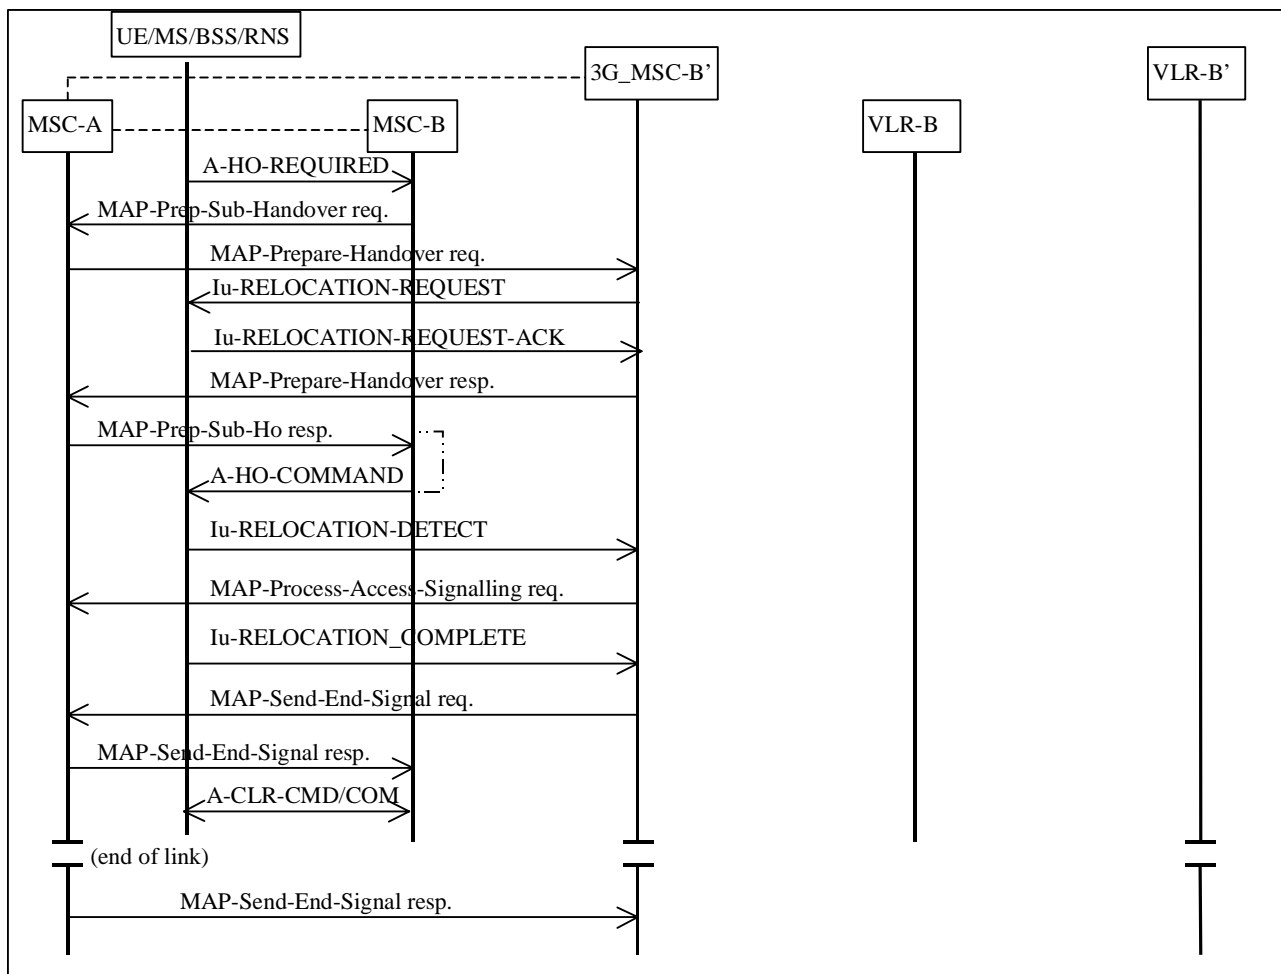 UE/MS/BSS/RNS
3G_MSC-B’
VLR-B’
MSC-A
MSC-B
VLR-B
A-HO-REQUIRED
MAP-Prep-Sub-Handover req.
MAP-Prepare-Handover req.
Iu-RELOCATION-REQUEST
Iu-RELOCATION-REQUEST-ACK
MAP-Prepare-Handover resp.
MAP-Prep-Sub-Ho resp.
A-HO-COMMAND
Iu-RELOCATION-DETECT
MAP-Process-Access-Signalling req.
Iu-RELOCATION_COMPLETE
MAP-Send-End-Signal req.
MAP-Send-End-Signal resp.
A-CLR-CMD/COM
(end of link)
MAP-Send-End-Signal resp.